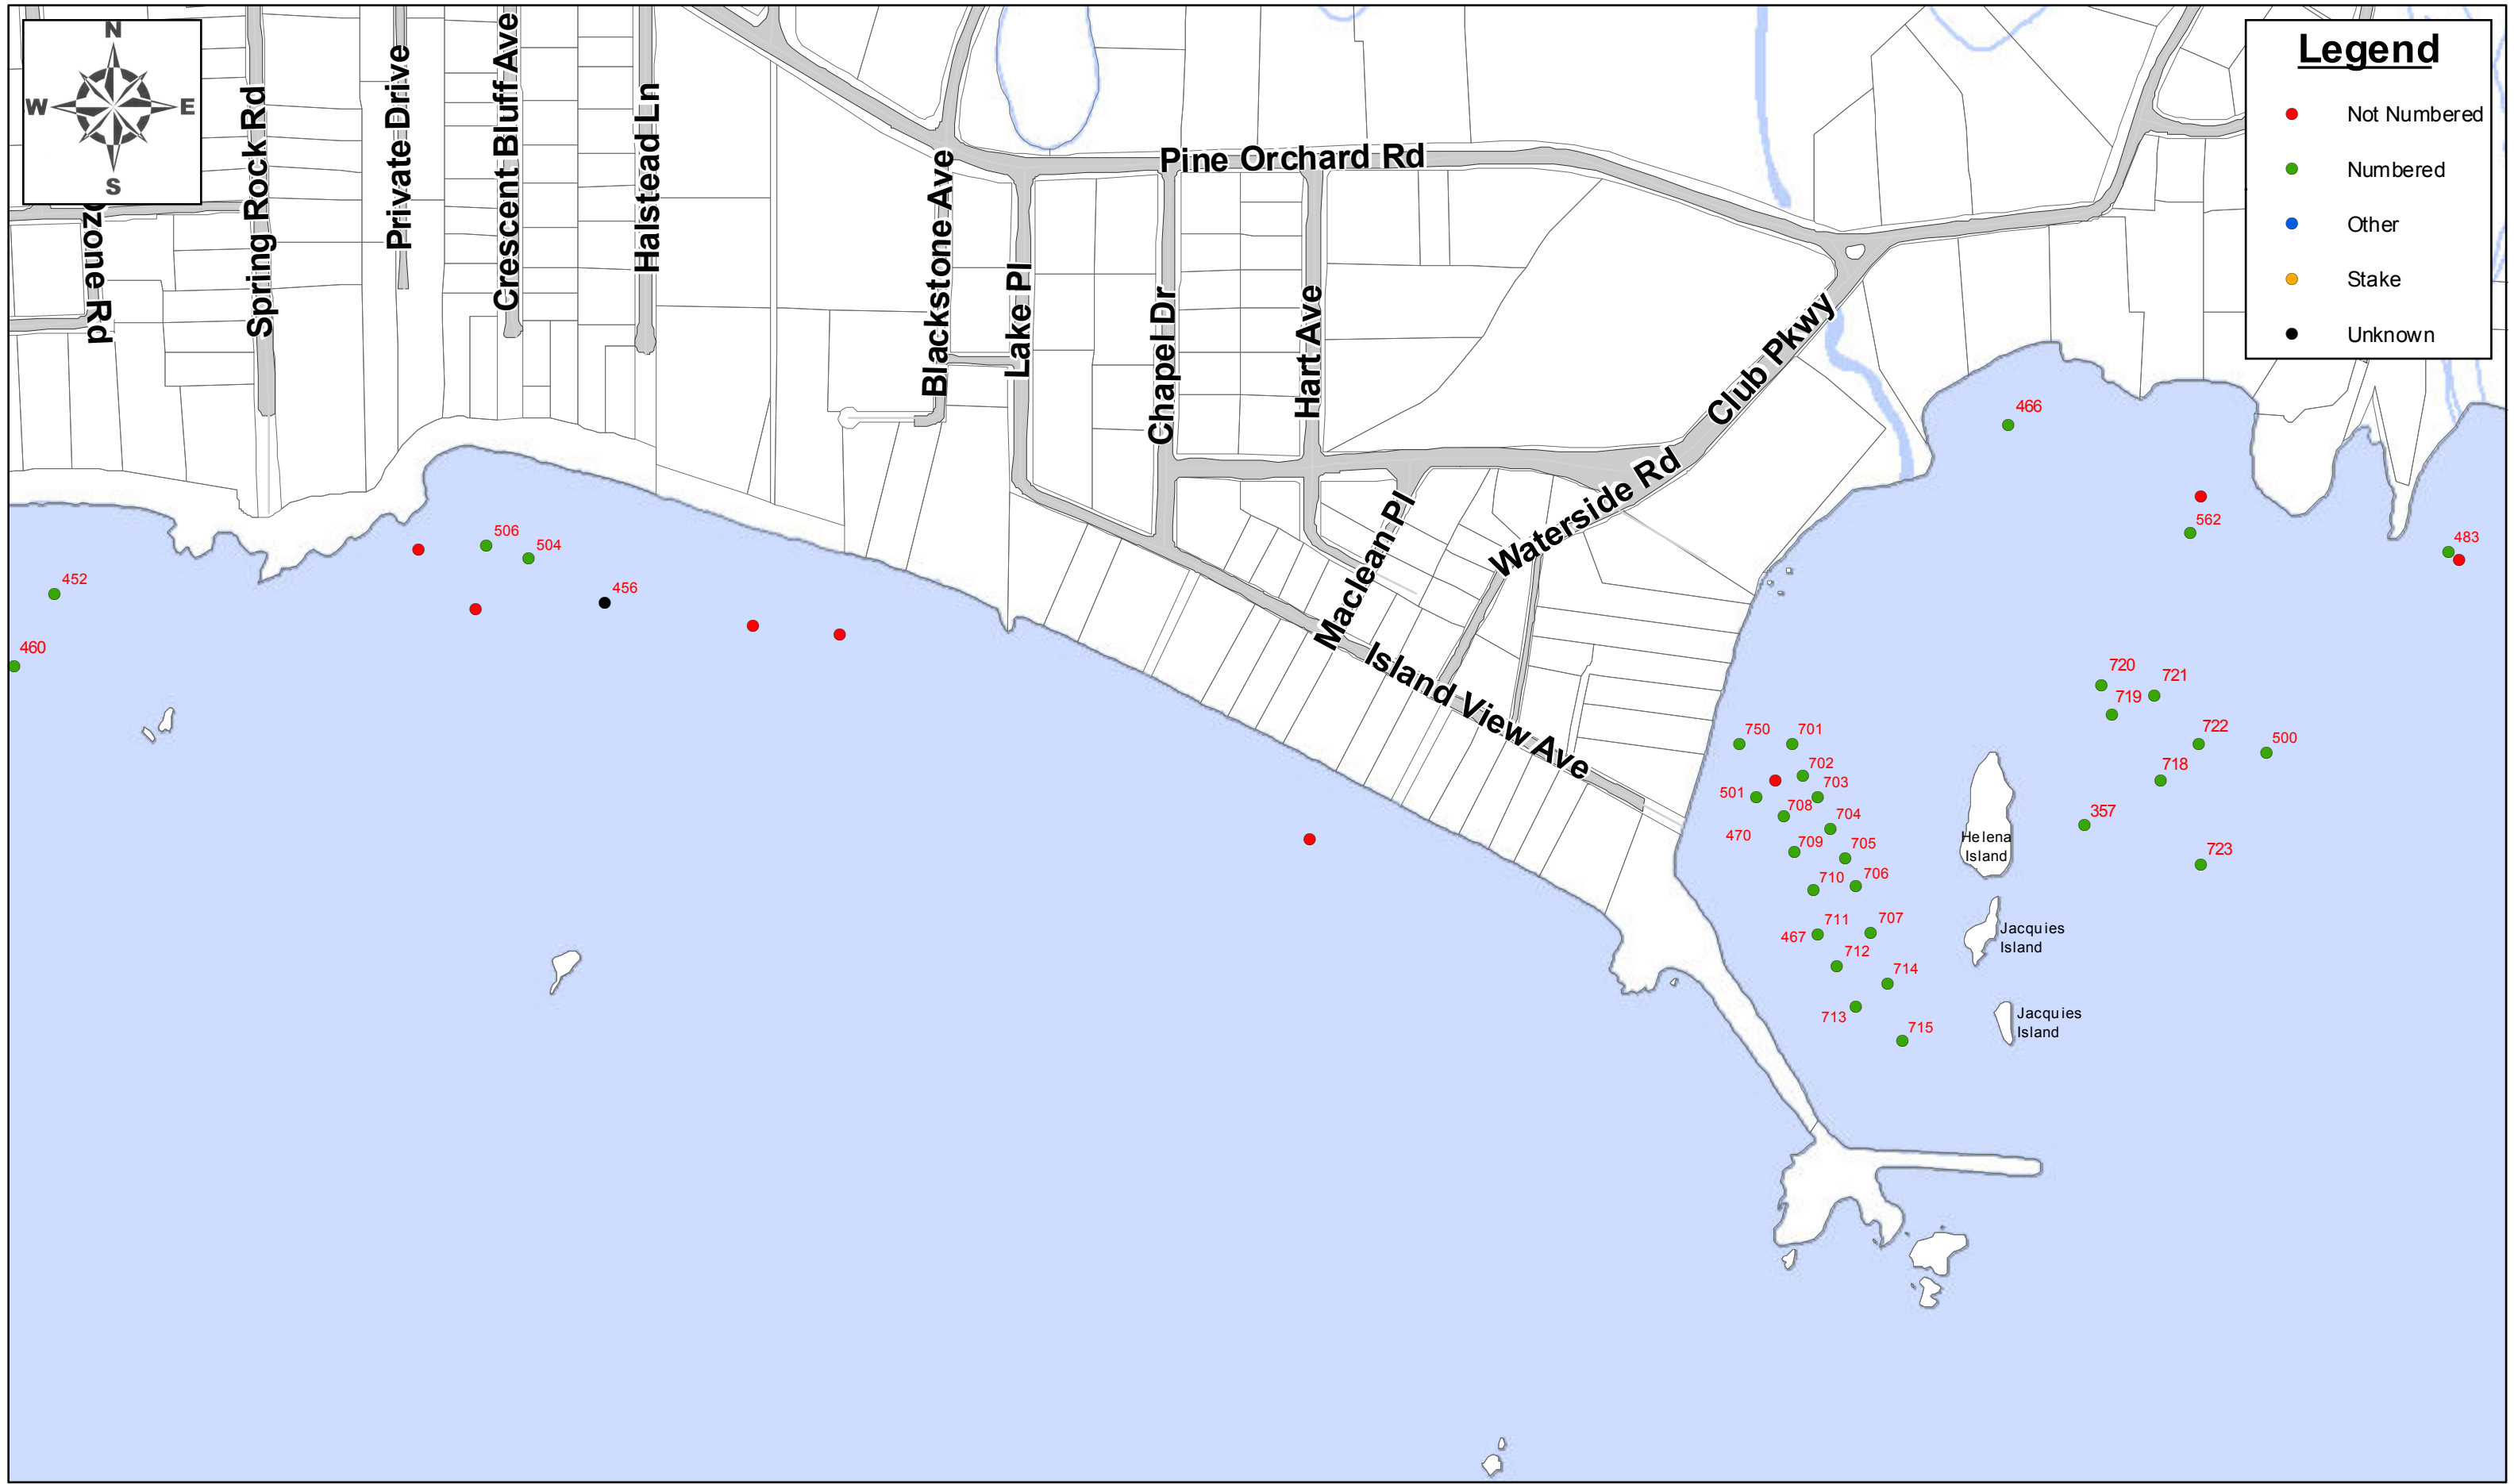 N
W E
S
Ozone Rd
Spring Rock Rd
Private Drive
Crescent Bluff Ave
Halstead Ln
Blackstone Ave
Lake Pl
Chapel Dr
Hart Ave
Pine Orchard Rd
Maclean Pl
Waterside Rd
Club Pkwy
Island View Ave
Legend
Not Numbered
Numbered
Other
Stake
Unknown
466
562
483
506
504
452
456
460
720
719
721
722
500
718
357
723
750
701
702
703
501
708
704
470
709
705
710
706
711
707
467
712
714
713
715
Helena
Island
Jacquies
Island
Jacquies
Island